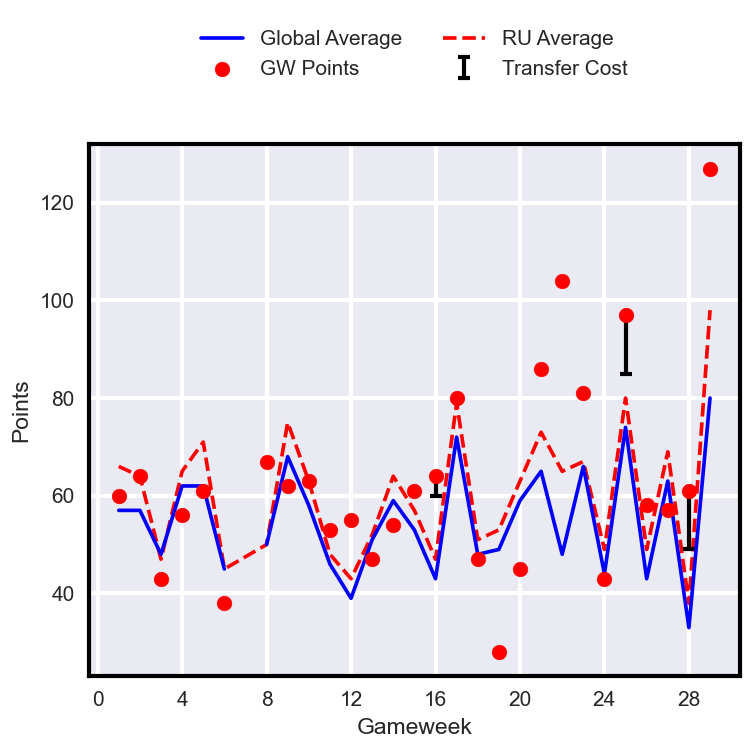 Global Average RU Average
GW Points Transfer Cost
120
100
80
60
40
Points
0 4 8 12 16 20 24 28
Gameweek